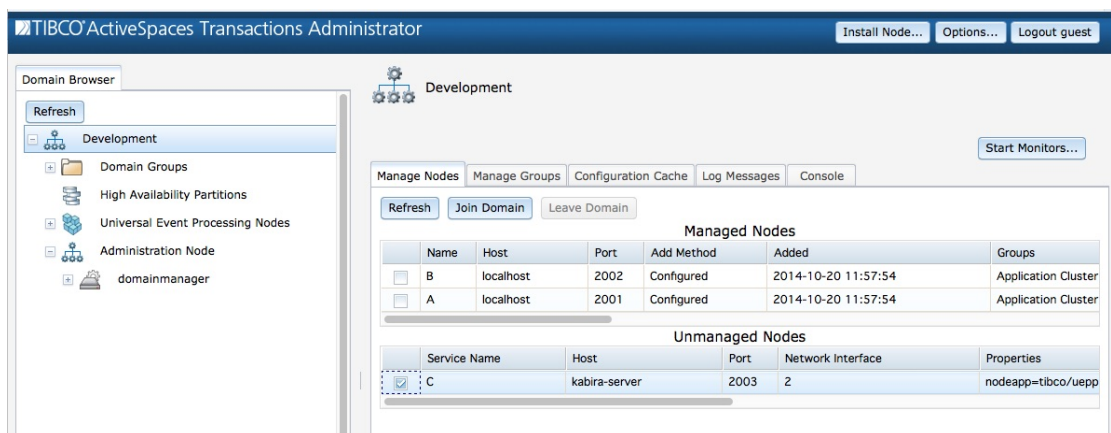 TIBCO® ActiveSpaces Transactions Administrator
Install Node... Options... Logout guest
Domain Browser
Refresh
Development
Domain Groups
High Availability Partitions
Universal Event Processing Nodes
Administration Node
domainmanager
Development
Start Monitors...
Manage Nodes Manage Groups Configuration Cache Log Messages Console
Refresh Join Domain Leave Domain
Managed Nodes
Name Host Port Add Method Added Groups
B localhost 2002 Configured 2014-10-20 11:57:54 Application Cluster
A localhost 2001 Configured 2014-10-20 11:57:54 Application Cluster
Unmanaged Nodes
Service Name Host Port Network Interface Properties
C kabira-server 2003 2 nodeapp=tibco/uepp